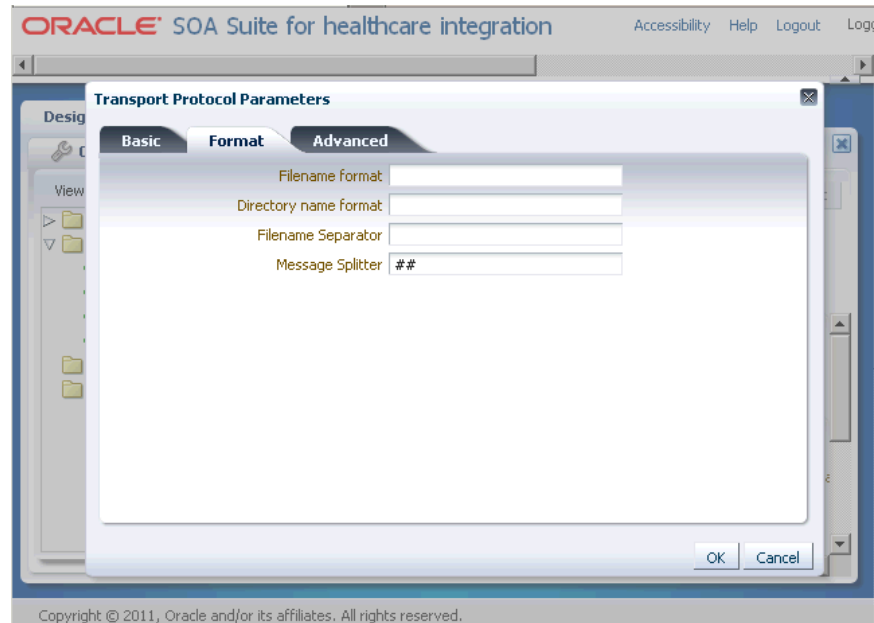 ORACLE SOA Suite for healthcare integration
Accessibility Help Logout
Transport Protocol Parameters
Desig
Basic Format Advanced
View
Filename format
Directory name format
Filename Separator
Message Splitter ##
OK Cancel
Copyright © 2011, Oracle and/or its affiliates. All rights reserved.